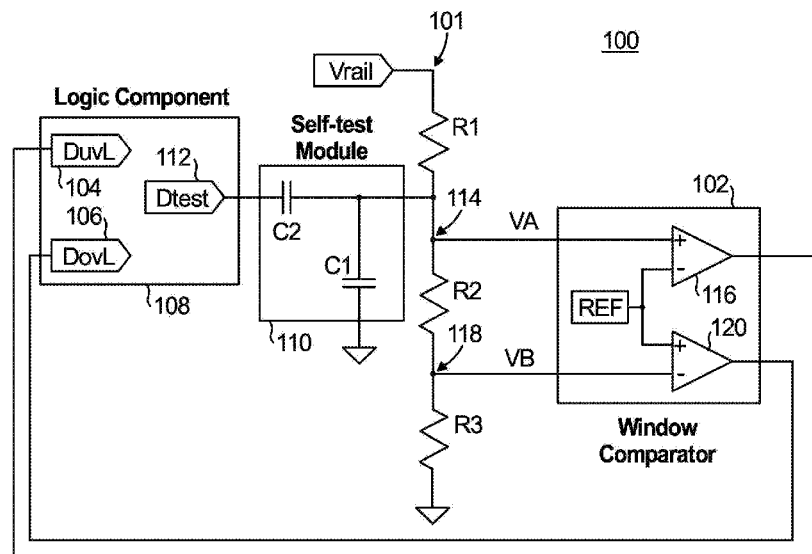 101
100
Vrail
Logic Component
Self-test
Module
R1
DuvL
112
104
Dtest
102
106
114
VA
DovL
C2
+
-
116
C1
R2
REF
108
120
118
+
110
VB
-
R3
Window
Comparator